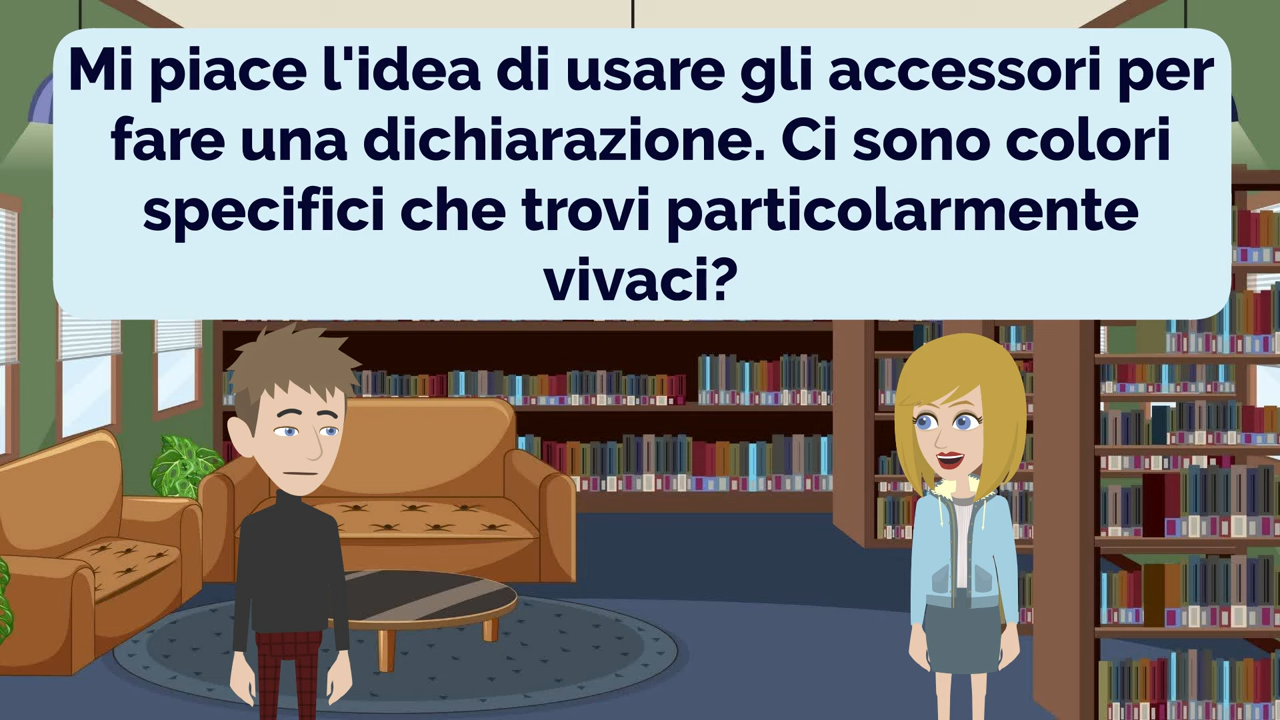 Mi piace l'idea di usare gli accessori per
fare una dichiarazione. Ci sono colori
specifici che trovi particolarmente
vivaci?